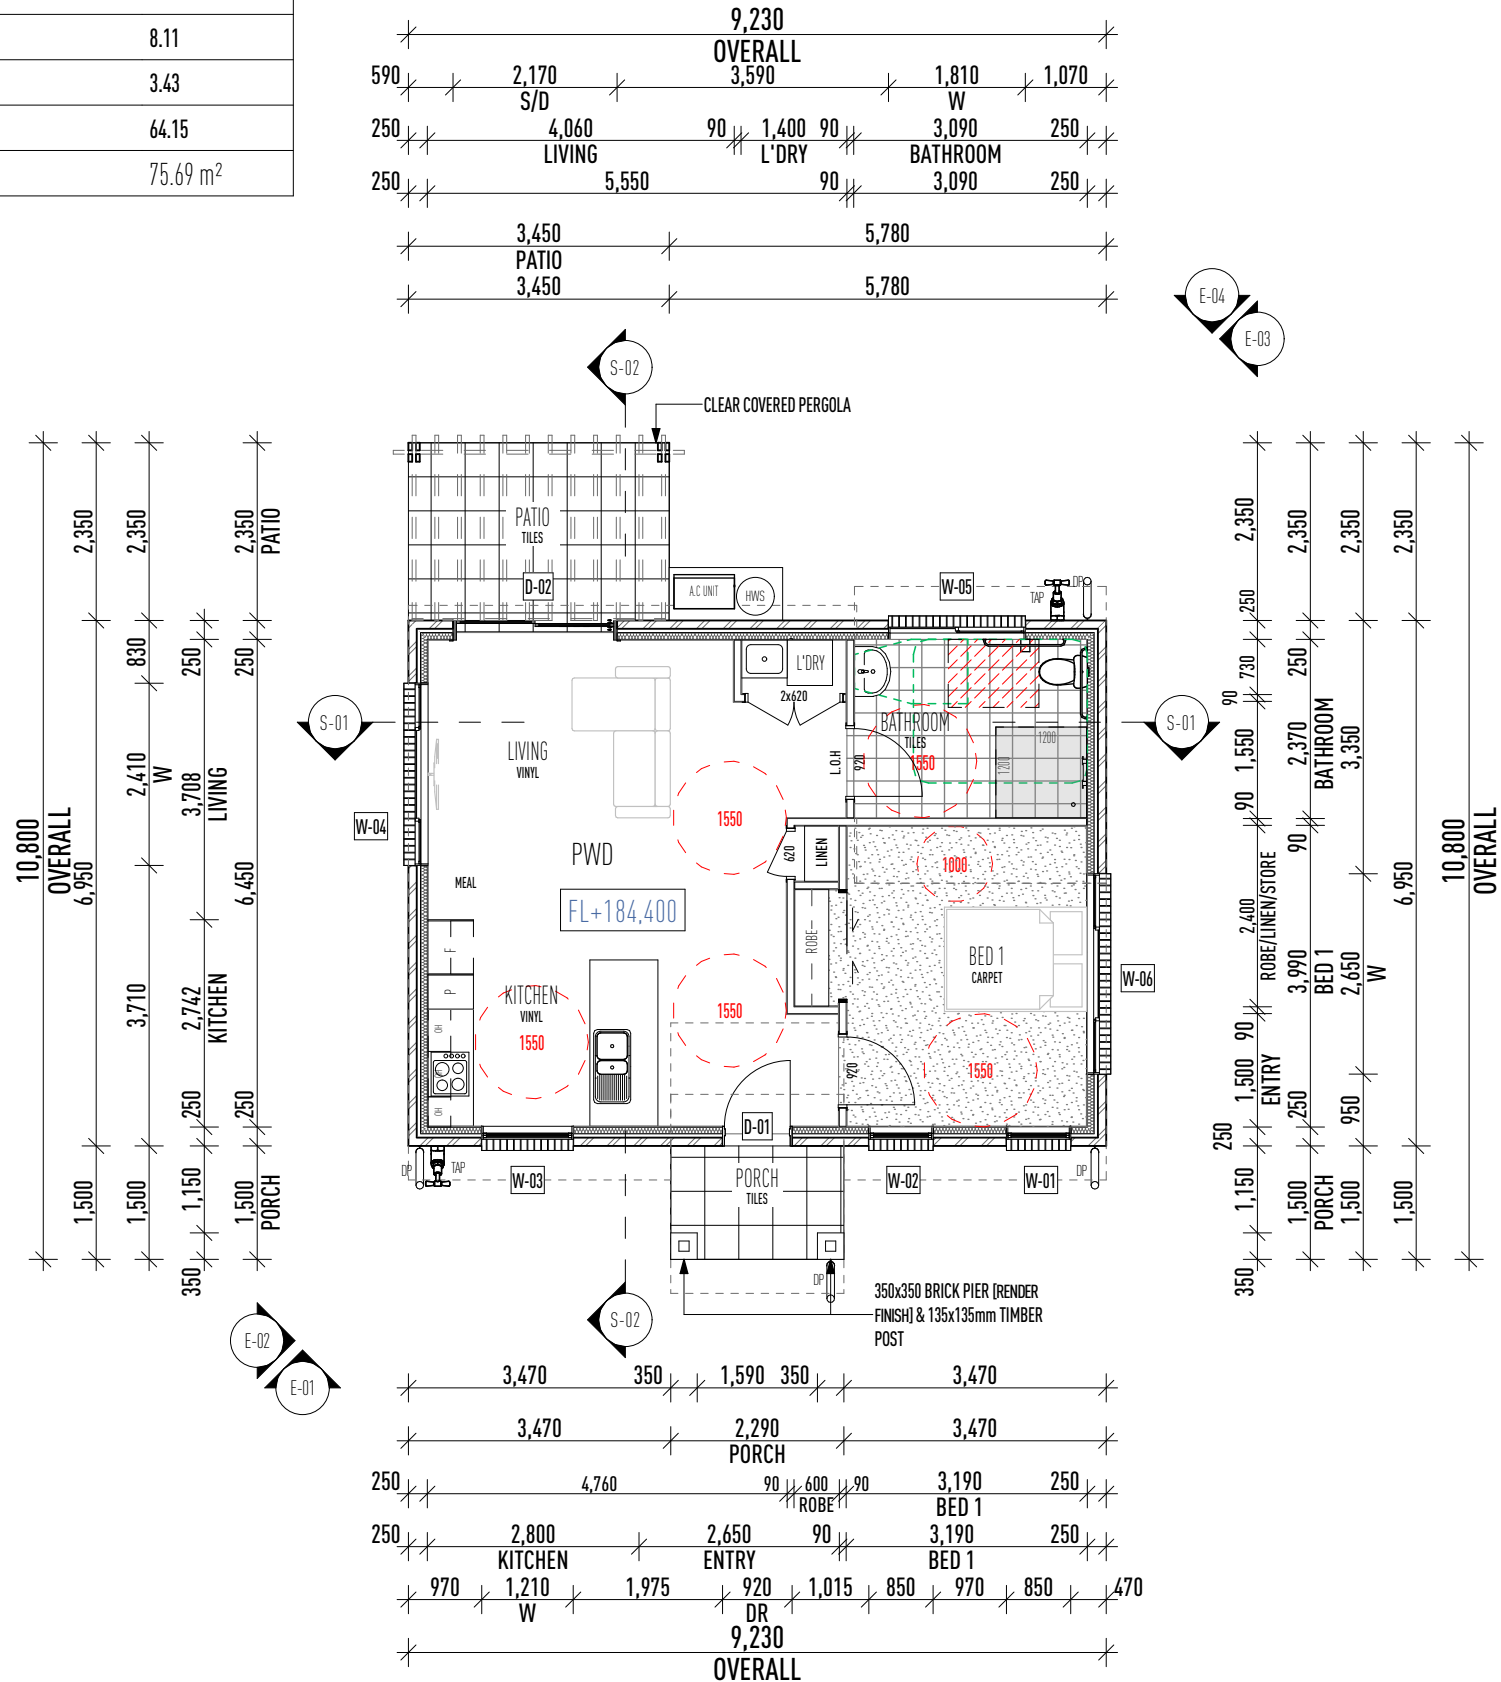 8.11
3.43
64.15
75.69 m²
9,230
OVERALL
590 2,170 3,590 1,810 1,070
S/D W
250 4,060 90 1,400 90 3,090 250
LIVING L'DRY BATHROOM
250 5,550 90 3,090 250
3,450 5,780
PATIO
3,450 5,780
E-04
E-03
S-02
CLEAR COVERED PERGOLA
10,800
OVERALL
2,350
6,950
1,500
2,350
830
2,410
W
3,710
1,500
250
3,708
LIVING
2,742
KITCHEN
250
1,150
350
2,350
PATIO
250
6,450
250
1,500
PORCH
PATIO
TILES
D-02
A.C UNIT
HWS
W-05
TAP
DP
S-01
S-01
W-04
LIVING
VINYL
L'DRY
2x620
BATHROOM
TILES
1550
L.O.H
920
1200
1200
1550
PWD
620
LINEN
1000
MEAL
FL+184,400
ROBE
BED 1
CARPET
W-06
F
P
OH
OH
OH
KITCHEN
VINYL
1550
1550
1550
920
D-01
DP
TAP
W-03
PORCH
TILES
W-02
W-01
DP
DP
350x350 BRICK PIER [RENDER
FINISH] & 135x135mm TIMBER
POST
2,350
250
730
90
1,550
90
2,400
ROBE/LINEN/STORE
90
1,500
ENTRY
250
1,150
350
2,350
250
2,370
BATHROOM
90
3,990
BED 1
250
1,500
PORCH
2,350
3,350
2,650
W
950
1,500
2,350
6,950
1,500
10,800
OVERALL
E-02
E-01
S-02
3,470 350 1,590 350 3,470
3,470 2,290 3,470
PORCH
250 4,760 90 600 90 3,190 250
ROBE BED 1
250 2,800 2,650 90 3,190 250
KITCHEN ENTRY BED 1
970 1,210 1,975 920 1,015 850 970 850 470
W DR
9,230
OVERALL